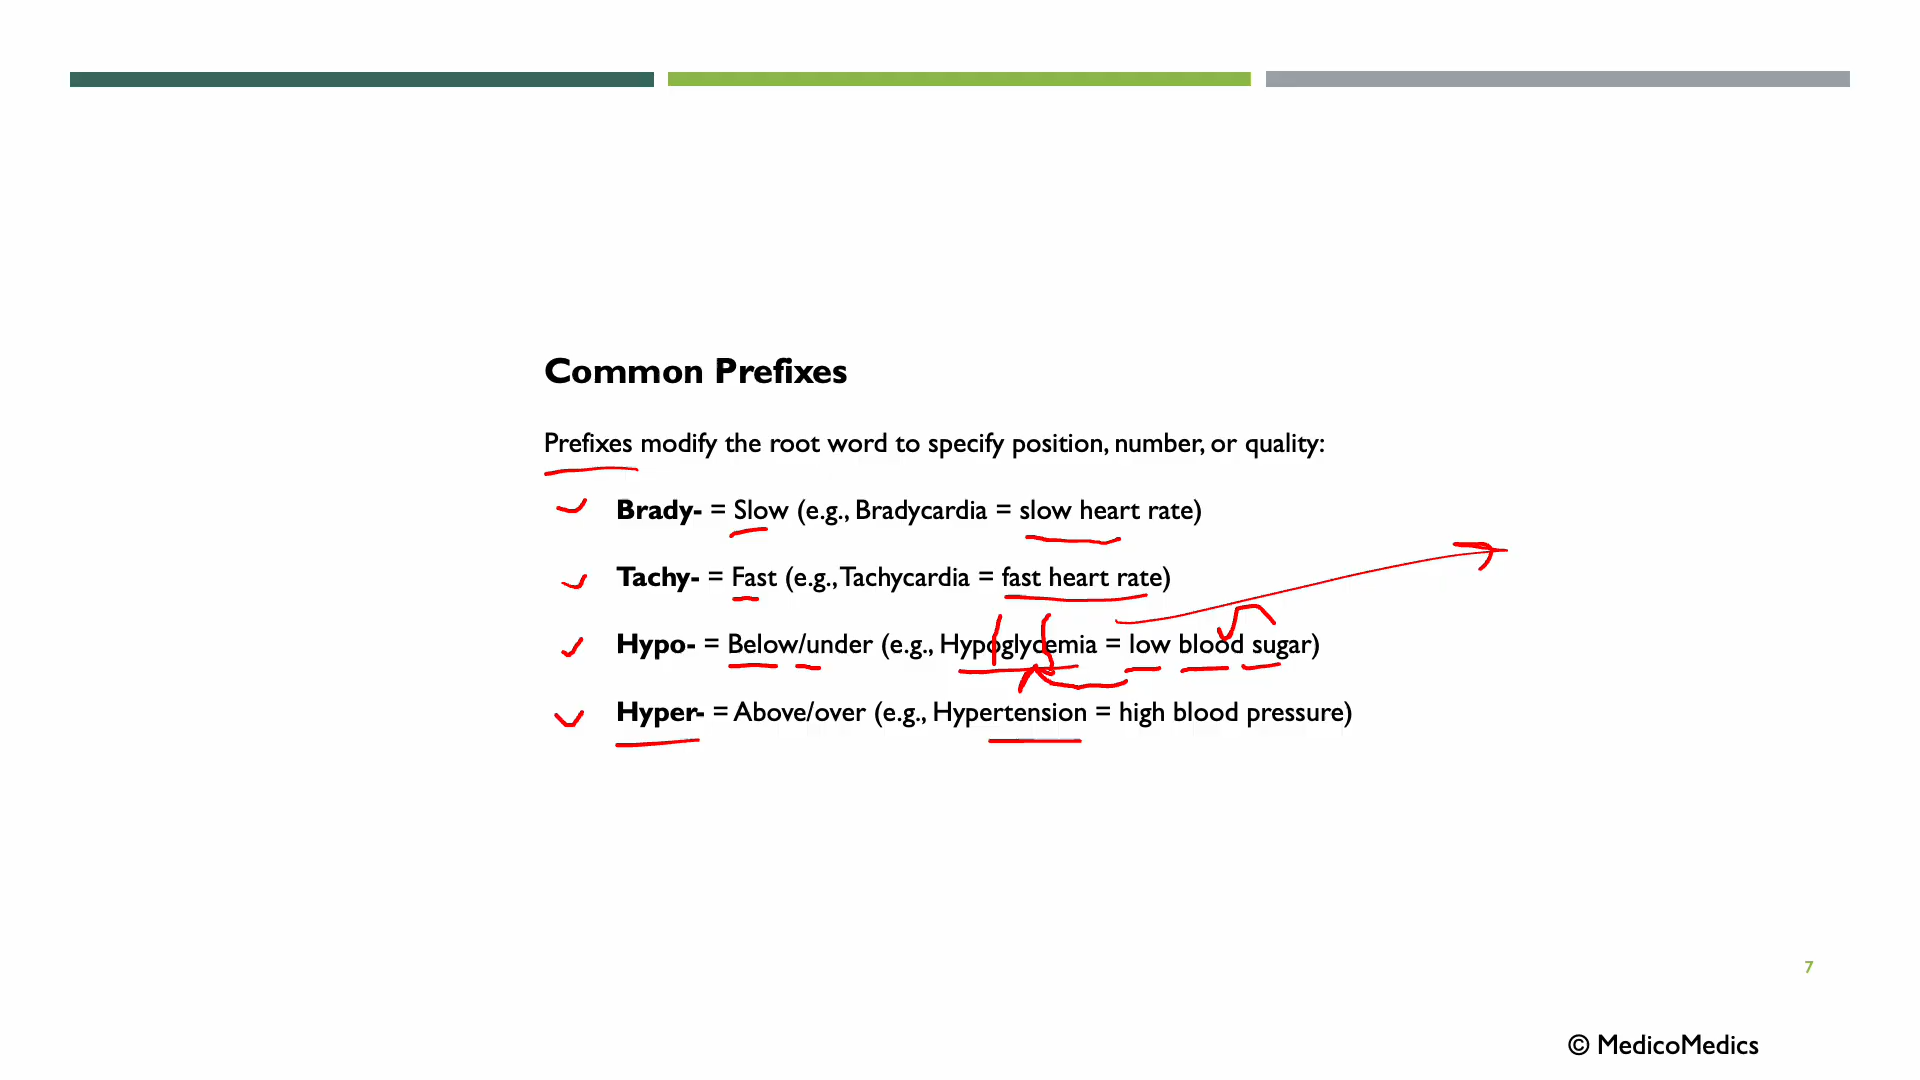 Common Prefixes
Prefixes modify the root word to specify position, number, or quality:
Brady- = Slow (e.g., Bradycardia = slow heart rate)
Tachy- = Fast (e.g., Tachycardia = fast heart rate)
Hypo- = Below/under (e.g., Hypoglycemia = low blood sugar)
Hyper- = Above/over (e.g., Hypertension = high blood pressure)
7
© MedicoMedics